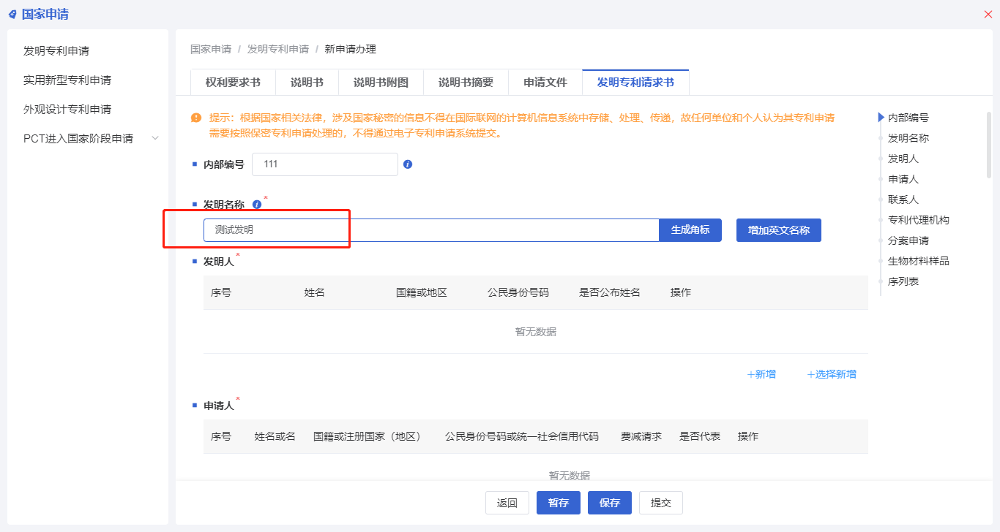 国家申请
发明专利申请
实用新型专利申请
外观设计专利申请
PCT进入国家阶段申请
国家申请 / 发明专利申请 / 新申请办理
权利要求书 说明书 说明书附图 说明书摘要 申请文件 发明专利请求书
提示：根据国家相关法律，涉及国家秘密的信息不得在国际联网的计算机信息系统中存储、处理、传递，故任何单位和个人认为其专利申请
需要按照保密专利申请处理的，不得通过电子专利申请系统提交。
内部编号 111
发明名称 *
测试发明 生成角标 增加英文名称
发明人 *
序号 姓名 国籍或地区 公民身份号码 是否公布姓名 操作
暂无数据
+新增 +选择新增
申请人 *
序号 姓名或名 国籍或注册国家（地区） 公民身份号码或统一社会信用代码 费减请求 是否代表 操作
暂无数据
返回 暂存 保存 提交
内部编号
发明名称
发明人
申请人
联系人
专利代理机构
分案申请
生物材料样品
序列表